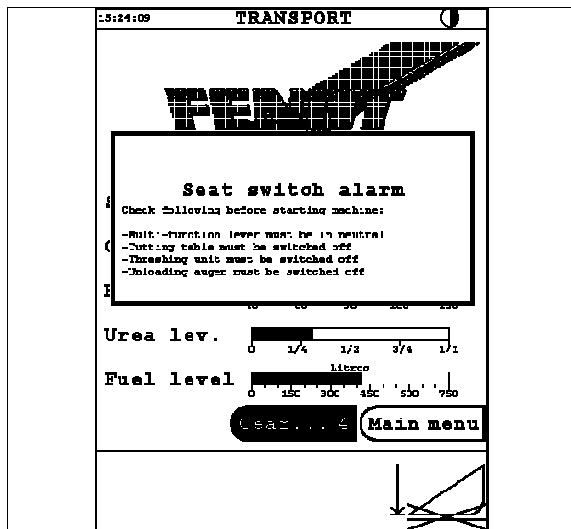 15:24:09 TRANSPORT
FENDT
Seat switch alarm
Check following before starting machine:
-Multi-function lever must be in neutral
-Cutting table must be switched off
-Threshing unit must be switched off
-Unloading auger must be switched off
Urea lev.
0 1/4 1/2 3/4 1/1
litres
Fuel level
0 150 300 450 600 750
Gear... 4 Main menu